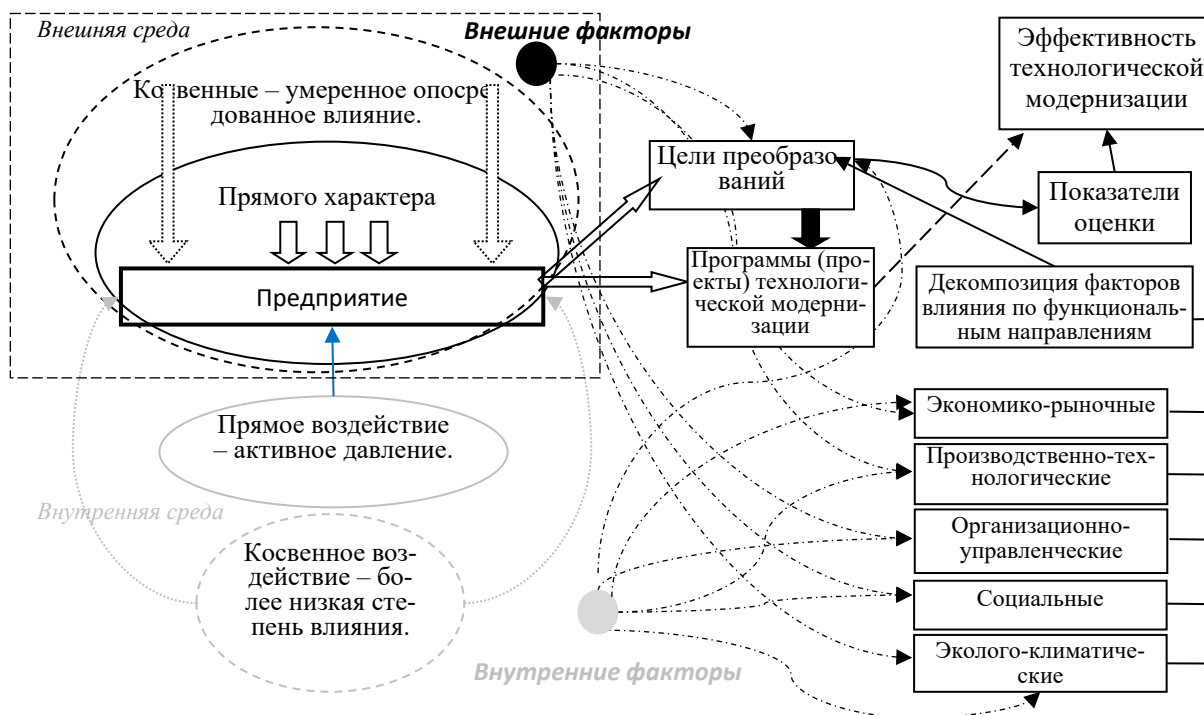 Внешняя среда
Внешние факторы
Косвенные – умеренное опосре-
дованное влияние.
Прямого характера
Предприятие
Прямое воздействие
– активное давление.
Внутренняя среда
Косвенное воз-
действие – бо-
лее низкая сте-
пень влияния.
Внутренние факторы
Цели преобразо
ваний
Программы (про-
екты) технологи-
ческой модерни-
зации
Эффективность
технологической
модернизации
Показатели
оценки
Декомпозиция факторов
влияния по функциональ-
ным направлениям
Экономико-рыночные
Производственно-тех-
нологические
Организационно-
управленческие
Социальные
Эколого-климатиче-
ские